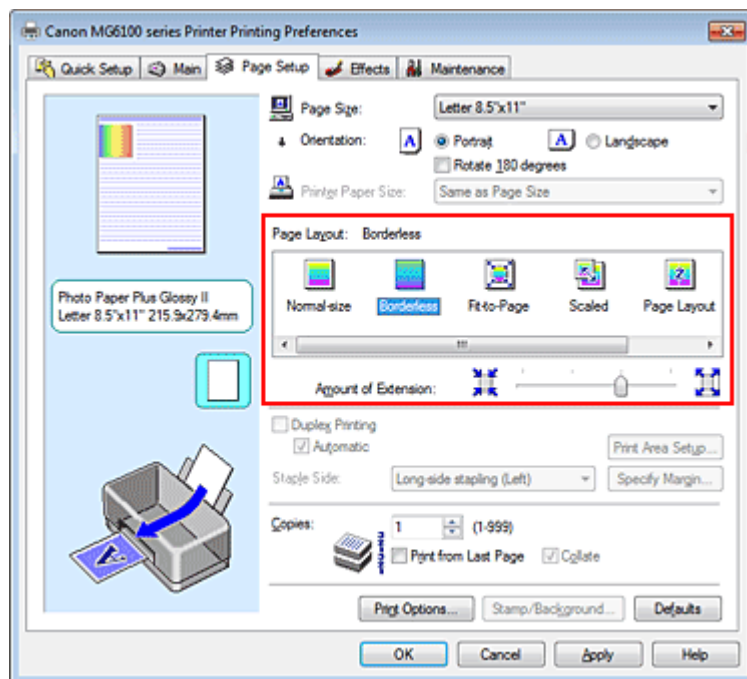 Canon MG6100 series Printer Printing Preferences
Quick Setup Main Page Setup Effects Maintenance
Page Size: Letter 8.5"x11"
Orientation: A Portrait A Landscape
Rotate 180 degrees
Printer Paper Size: Same as Page Size
Page Layout: Borderless
Normal-size Borderless Fit-to-Page Scaled Page Layout
Photo Paper Plus Glossy II
Letter 8.5"x11" 215.9x279.4mm
Amount of Extension:
Duplex Printing
Automatic Print Area Setup...
Staple Side: Long-side stapling (Left) Specify Margin...
Copies: 1 (1-999)
Print from Last Page Collate
Print Options... Stamp/Background... Defaults
OK Cancel Apply Help